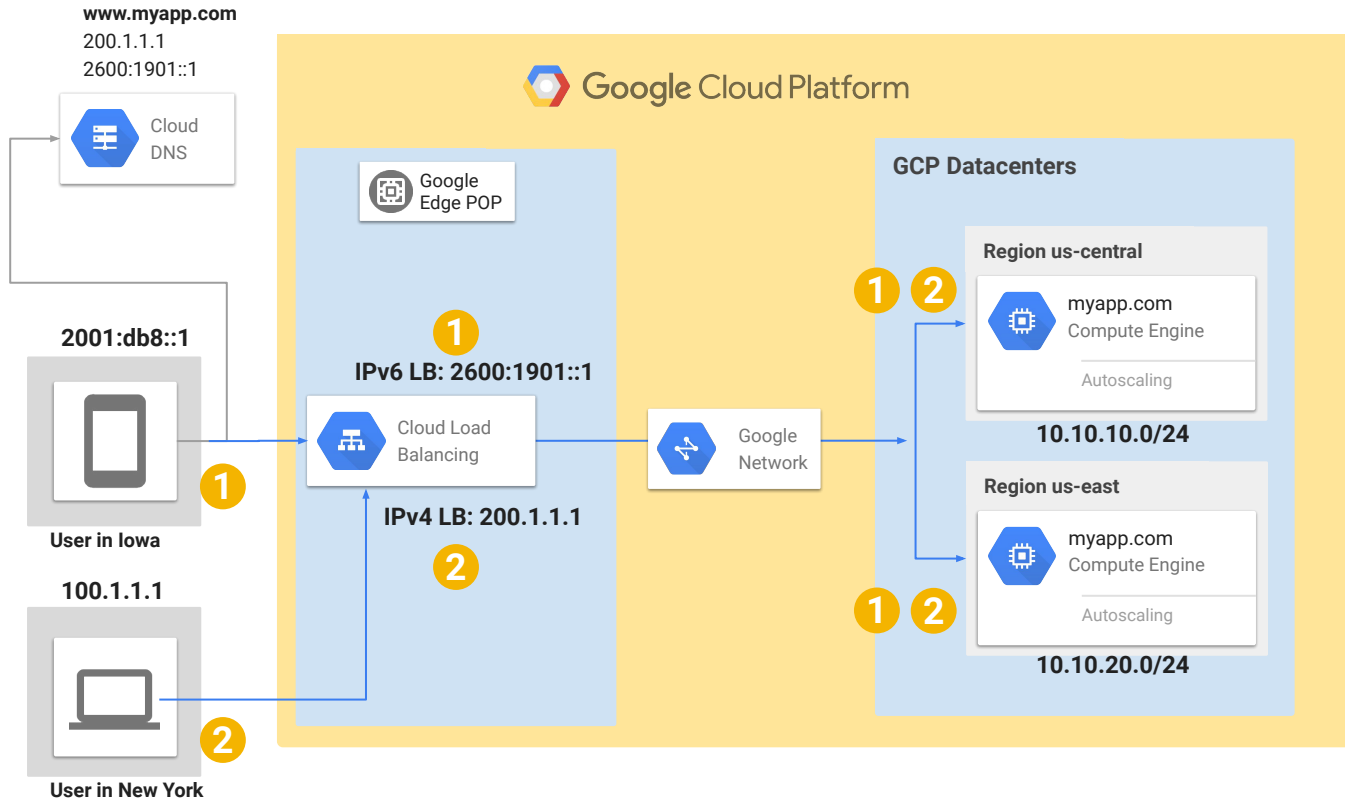 www.myapp.com
200.1.1.1
2600:1901::1
Cloud
DNS
Google Cloud Platform
Google
Edge POP
GCP Datacenters
Region us-central
1 2
myapp.com
Compute Engine
Autoscaling
10.10.10.0/24
2001:db8::1
1
IPv6 LB: 2600:1901::1
Cloud Load
Balancing
Google
Network
1
User in Iowa
IPv4 LB: 200.1.1.1
2
Region us-east
myapp.com
Compute Engine
Autoscaling
1 2
10.10.20.0/24
100.1.1.1
2
User in New York